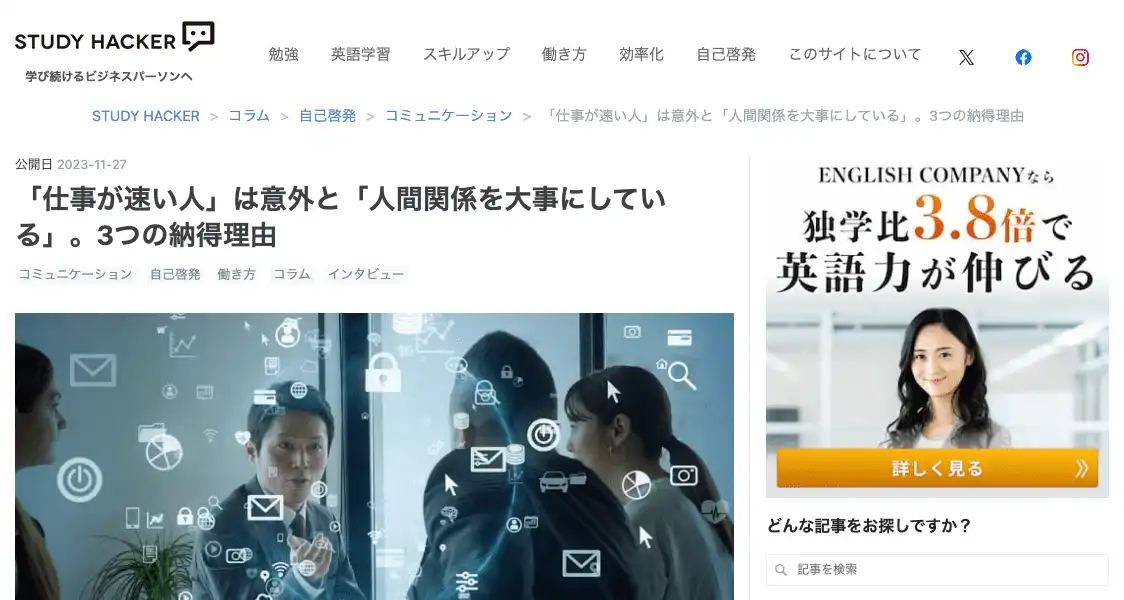 STUDY HACKER
学び続けるビジネスパーソンへ
勉強 英語学習 スキルアップ 働き方 効率化 自己啓発 このサイトについて
STUDY HACKER > コラム > 自己啓発 > コミュニケーション > 「仕事が速い人」は意外と「人間関係を大事にしている」。3つの納得理由
公開日 2023-11-27
「仕事が速い人」は意外と「人間関係を大事にしてい
る」。3つの納得理由
コミュニケーション 自己啓発 働き方 コラム インタビュー
ENGLISH COMPANYなら
独学比3.8倍で
英語力が伸びる
詳しく見る
どんな記事をお探しですか？
記事を検索